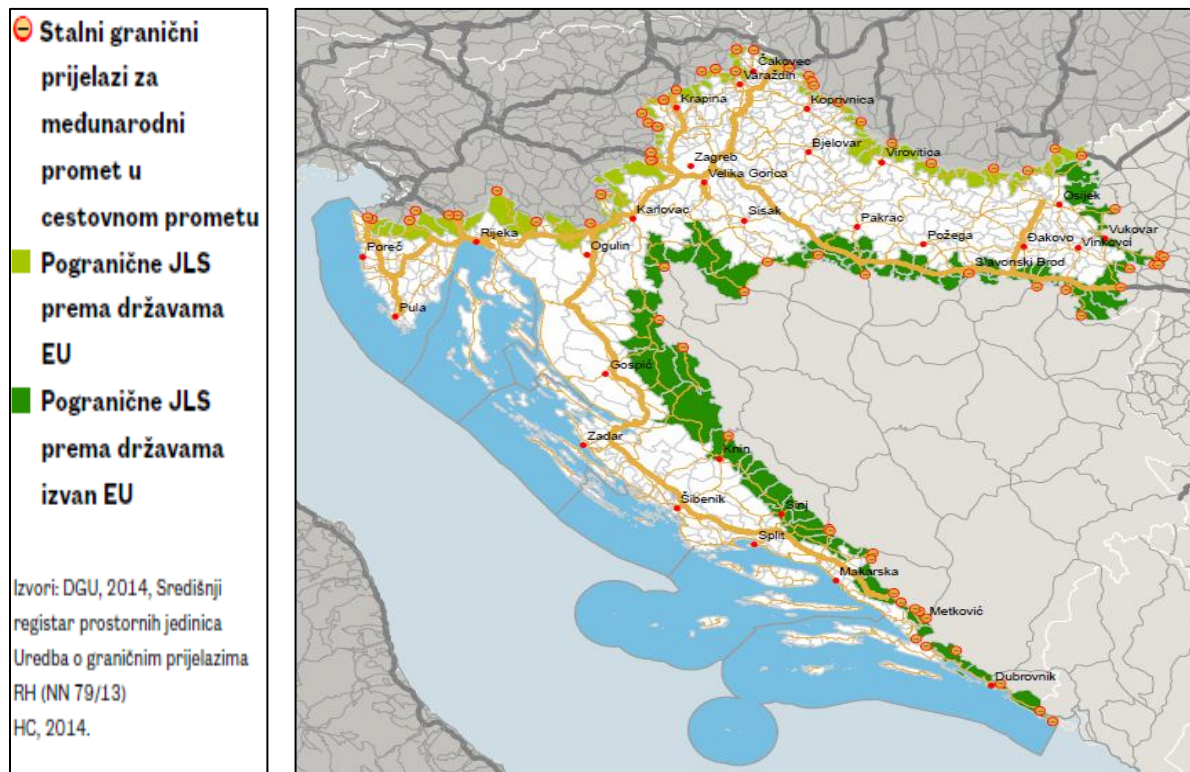 Stalni granični
prijelazi za
međunarodni
promet u
cestovnom prometu
Pogranične JLS
prema državama
EU
Pogranične JLS
prema državama
izvan EU
Izvori: DGU, 2014, Središnji
registar prostornih jedinica
Uredba o graničnim prijelazima
RH (NN 79/13)
HC, 2014.
Čakovec
Varaždin
Krapina
Koprivnica
Bjelovar
Zagreb
Virovitica
Velika Gorica
Osijek
Karlovac
Sisak
Pakrac
Vukovar
Rijeka
Požega
Đakovo
Vinkovci
Poreč
Ogulin
Slavonski Brod
Pula
Gospić
Zadar
Knin
Šibenik
Sinj
Split
Makarska
Metković
Dubrovnik